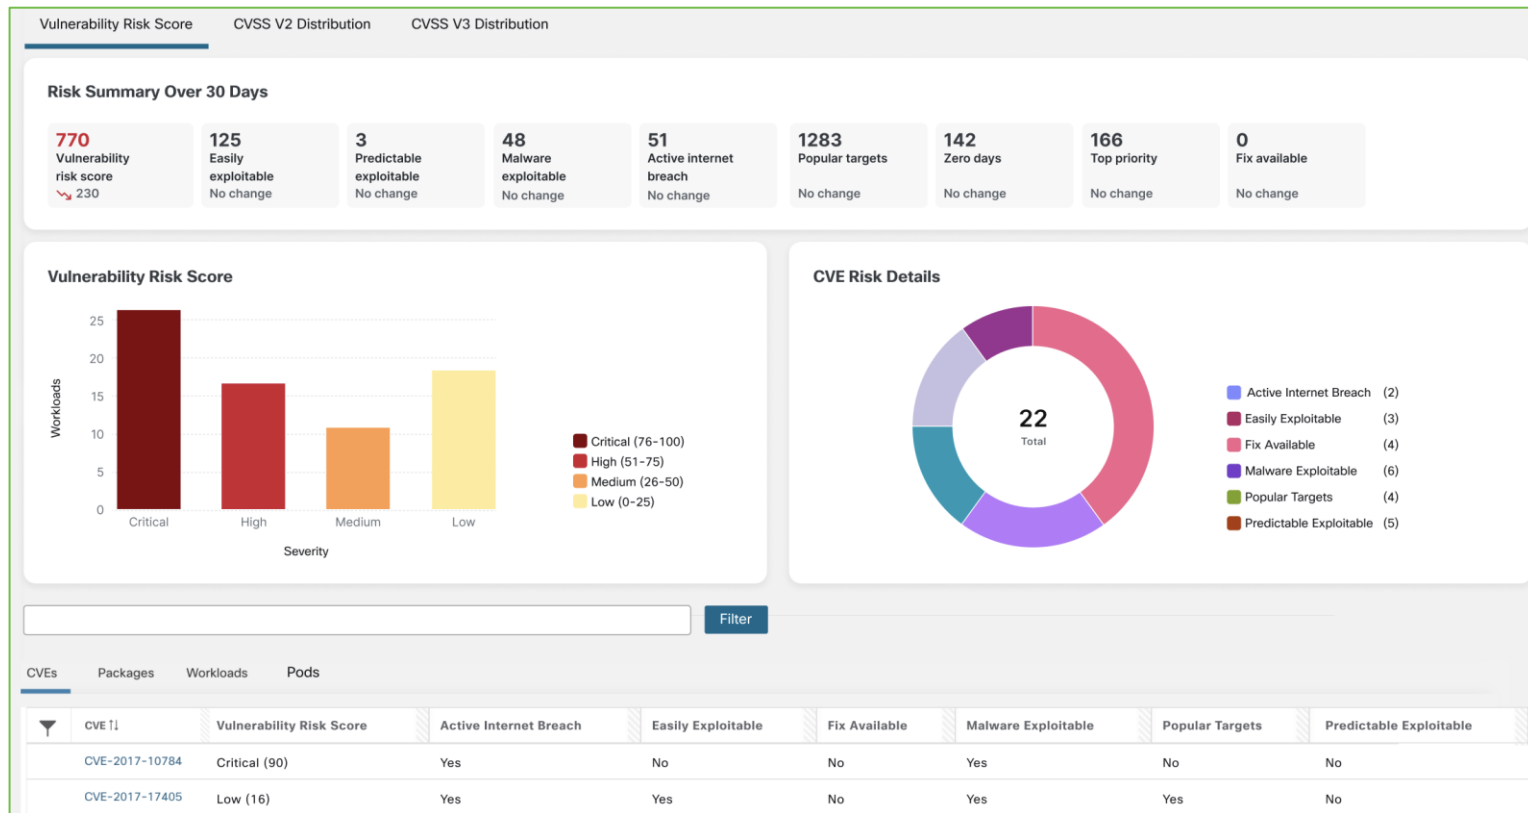 Vulnerability Risk Score CVSS V2 Distribution CVSS V3 Distribution
Risk Summary Over 30 Days
770
Vulnerability
risk score
230
125
Easily
exploitable
No change
3
Predictable
exploitable
No change
48
Malware
exploitable
No change
51
Active internet
breach
No change
1283
Popular targets
No change
142
Zero days
No change
166
Top priority
No change
0
Fix available
No change
Vulnerability Risk Score
Workloads
25
20
15
10
5
0
Critical High Medium Low
Severity
Critical (76-100)
High (51-75)
Medium (26-50)
Low (0-25)
CVE Risk Details
22
Total
Active Internet Breach (2)
Easily Exploitable (3)
Fix Available (4)
Malware Exploitable (6)
Popular Targets (4)
Predictable Exploitable (5)
Filter
CVEs Packages Workloads Pods
CVE Vulnerability Risk Score Active Internet Breach Easily Exploitable Fix Available Malware Exploitable Popular Targets Predictable Exploitable
CVE-2017-10784 Critical (90) Yes No No Yes No No
CVE-2017-17405 Low (16) Yes Yes No Yes Yes No